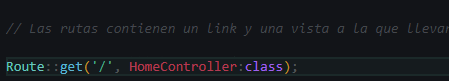 // Las rutas contienen un link y una vista a la que llevar
Route::get('/', HomeController:class);